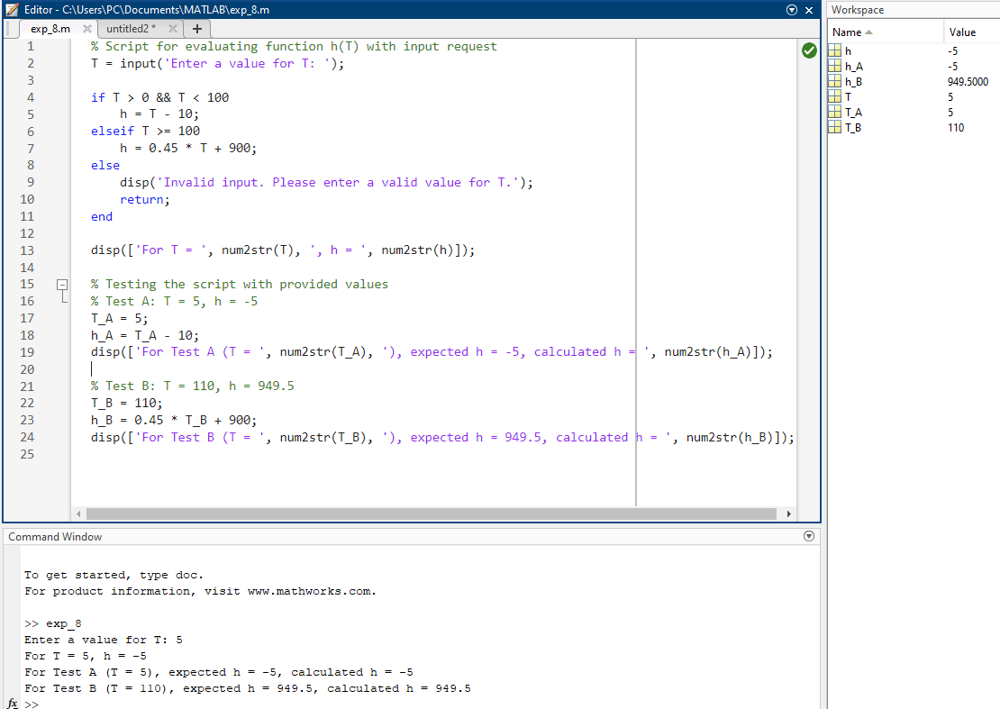 Editor - C:\Users\PC\Documents\MATLAB\exp_8.m
exp_8.m untitled2 * +
1 % Script for evaluating function h(T) with input request
2 T = input('Enter a value for T: ');
3
4 if T > 0 && T < 100
5 h = T - 10;
6 elseif T >= 100
7 h = 0.45 * T + 900;
8 else
9 disp('Invalid input. Please enter a valid value for T.');
10 return;
11 end
12
13 disp(['For T = ', num2str(T), ', h = ', num2str(h)]);
14
15 % Testing the script with provided values
16 % Test A: T = 5, h = -5
17 T_A = 5;
18 h_A = T_A - 10;
19 disp(['For Test A (T = ', num2str(T_A), '), expected h = -5, calculated h = ', num2str(h_A)]);
20
21 % Test B: T = 110, h = 949.5
22 T_B = 110;
23 h_B = 0.45 * T_B + 900;
24 disp(['For Test B (T = ', num2str(T_B), '), expected h = 949.5, calculated h = ', num2str(h_B)]);
25
Command Window
To get started, type doc.
For product information, visit www.mathworks.com.
>> exp_8
Enter a value for T: 5
For T = 5, h = -5
For Test A (T = 5), expected h = -5, calculated h = -5
For Test B (T = 110), expected h = 949.5, calculated h = 949.5
fx >>
Workspace
Name Value
h -5
h_A -5
h_B 949.5000
T 5
T_A 5
T_B 110